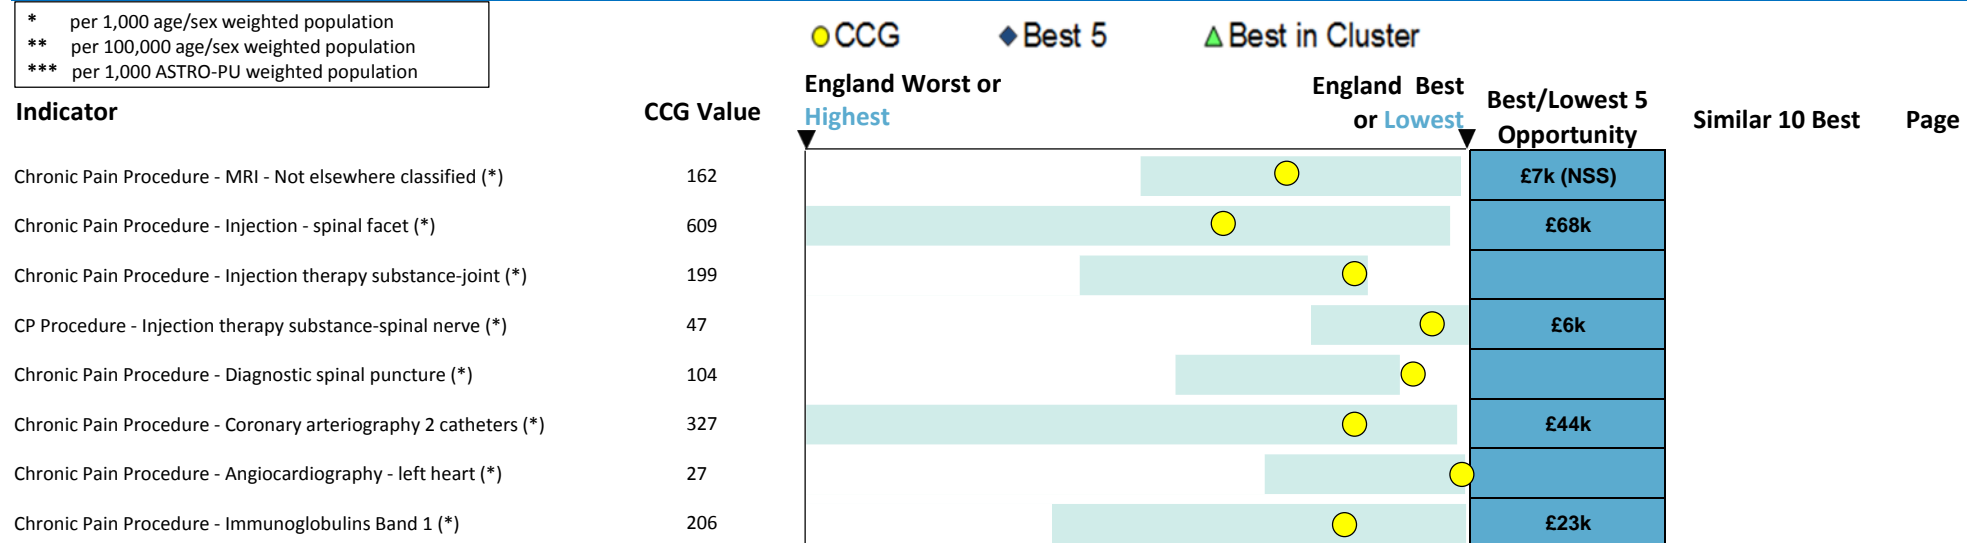 * per 1,000 age/sex weighted population
** per 100,000 age/sex weighted population
*** per 1,000 ASTRO-PU weighted population
CCG Best 5 Best in Cluster
Indicator
CCG Value
England Worst or
Highest
England Best
or Lowest
Best/Lowest 5
Opportunity
Similar 10 Best
Page
Chronic Pain Procedure - MRI - Not elsewhere classified (*) 162 £7k (NSS)
Chronic Pain Procedure - Injection - spinal facet (*) 609 £68k
Chronic Pain Procedure - Injection therapy substance-joint (*) 199
CP Procedure - Injection therapy substance-spinal nerve (*) 47 £6k
Chronic Pain Procedure - Diagnostic spinal puncture (*) 104
Chronic Pain Procedure - Coronary arteriography 2 catheters (*) 327 £44k
Chronic Pain Procedure - Angiocardiography - left heart (*) 27
Chronic Pain Procedure - Immunoglobulins Band 1 (*) 206 £23k